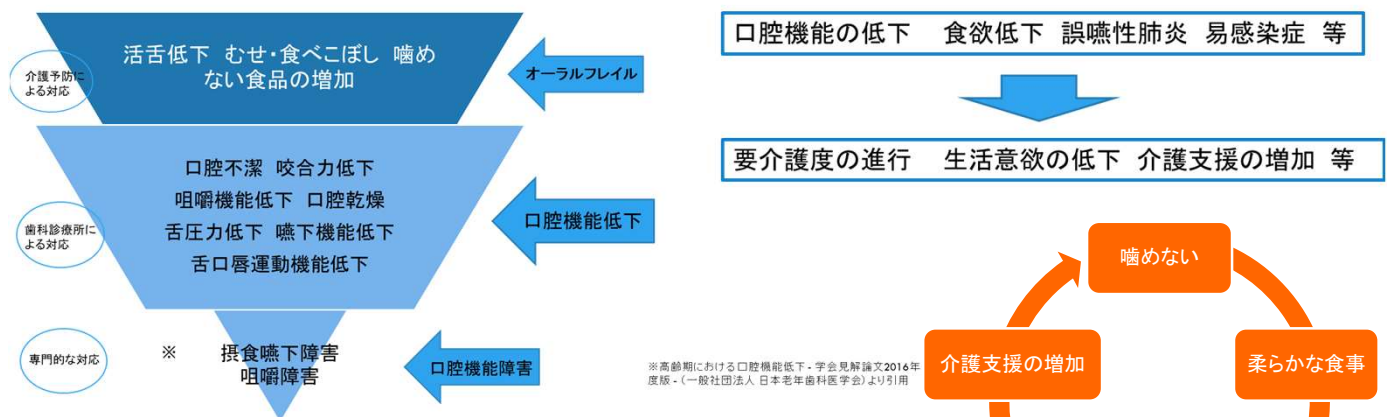 活舌低下 むせ・食べこぼし 噛め
ない食品の増加
介護予防に
よる対応
オーラルフレイル
口腔不潔 咬合力低下
咀嚼機能低下 口腔乾燥
舌圧力低下 嚥下機能低下
舌口唇運動機能低下
歯科診療所に
よる対応
口腔機能低下
専門的な対応
※ 摂食嚥下障害
咀嚼障害
口腔機能障害
※高齢期における口腔機能低下 - 学会見解論文2016年
度版 - (一般社団法人 日本老年歯科医学会)より引用
口腔機能の低下 食欲低下 誤嚥性肺炎 易感染症 等
要介護度の進行 生活意欲の低下 介護支援の増加 等
噛めない
柔らかな食事
介護支援の増加